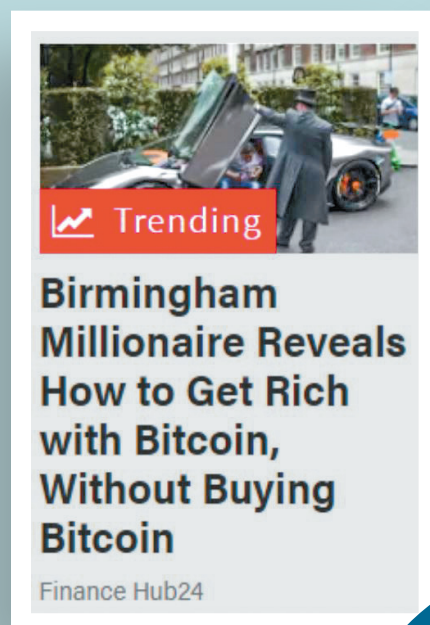 Trending
Birmingham
Millionaire Reveals
How to Get Rich
with Bitcoin,
Without Buying
Bitcoin
Finance Hub24